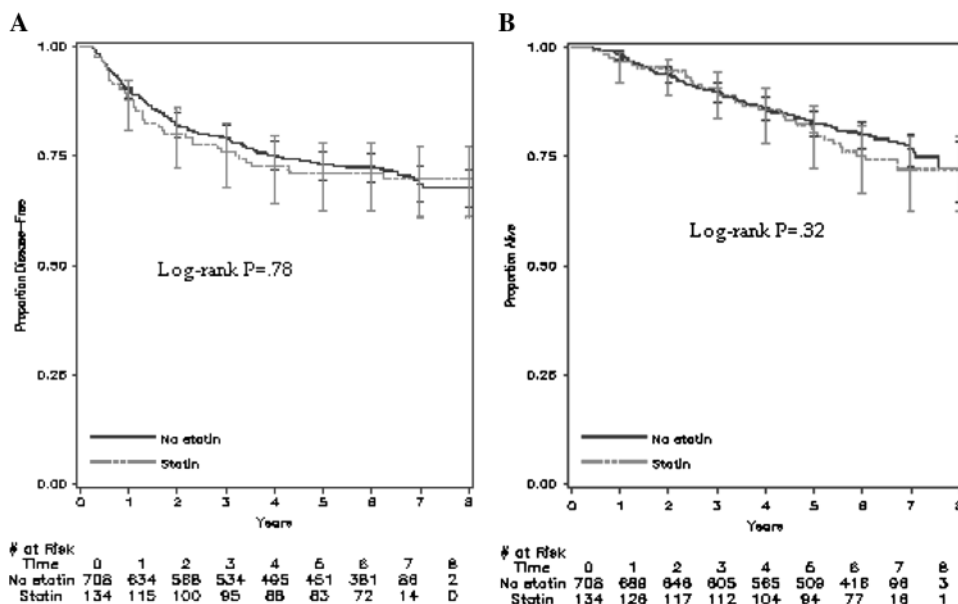 A
1.00
0.75
0.50
0.25
0.00
Proportion Disease-Free
Log-rank P=.78
No statin
Statin
0 1 2 3 4 5 6 7 8
Years
# at Risk
Time 0 1 2 3 4 5 6 7 8
No statin 708 634 568 534 495 461 381 86 2
Statin 134 115 100 95 88 83 72 14 0
B
1.00
0.75
0.50
0.25
0.00
Proportion Alive
Log-rank P=.32
No statin
Statin
0 1 2 3 4 5 6 7 8
Years
# at Risk
Time 0 1 2 3 4 5 6 7 8
No statin 708 689 646 605 565 509 416 96 3
Statin 134 126 117 112 104 94 77 16 1